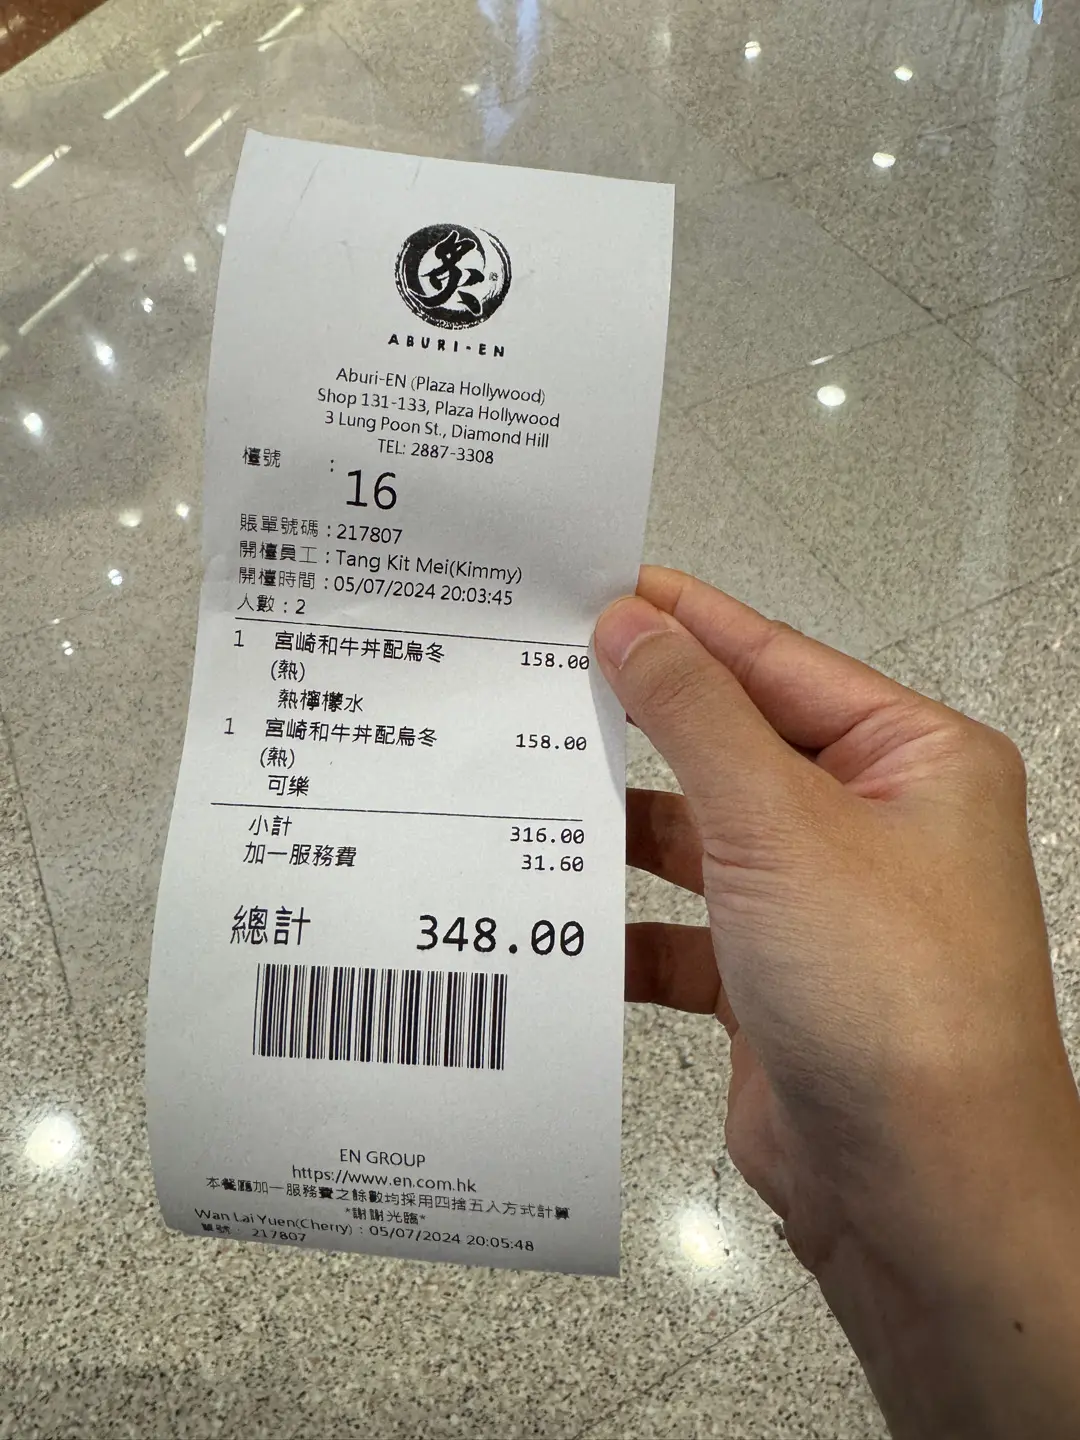 炙
ABURI-EN
Aburi-EN (Plaza Hollywood)
Shop 131-133, Plaza Hollywood
3 Lung Poon St., Diamond Hill
TEL: 2887-3308
檯號 : 16
賬單號碼 : 217807
開檯員工 : Tang Kit Mei(Kimmy)
開檯時間 : 05/07/2024 20:03:45
人數 : 2
1 宮崎和牛丼配烏冬 158.00
(熱)
熱檸檬水
1 宮崎和牛丼配烏冬 158.00
(熱)
可樂
小計 316.00
加一服務費 31.60
總計 348.00
EN GROUP
https://www.en.com.hk
本餐廳加一服務費之餘數均採用四捨五入方式計算
*謝謝光臨*
Wan Lai Yuen(Cherry) : 05/07/2024 20:05:48
單號 : 217807